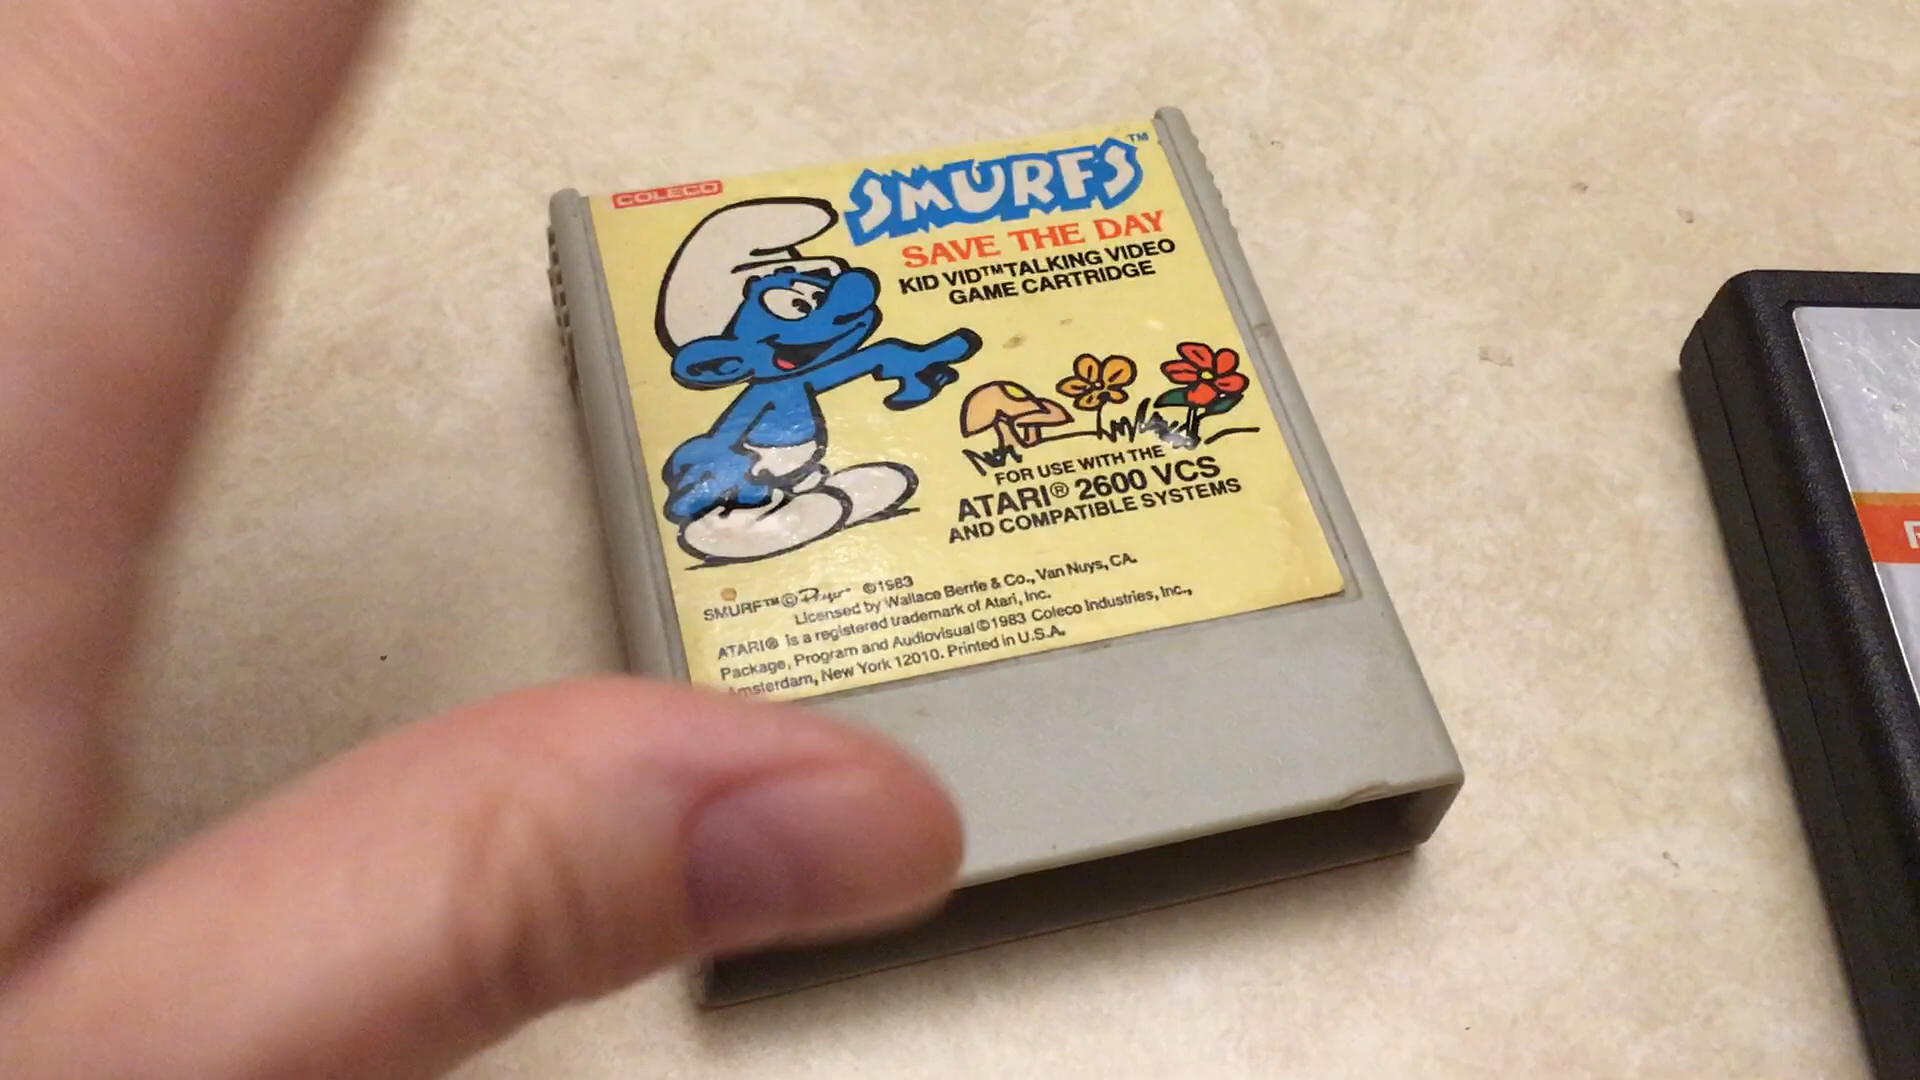 COLECO
SMURFS™
SAVE THE DAY
KID VID™ TALKING VIDEO
GAME CARTRIDGE
FOR USE WITH THE
ATARI® 2600 VCS
AND COMPATIBLE SYSTEMS
SMURF™ © Peyo ©1983
Licensed by Wallace Berrie & Co., Van Nuys, CA.
ATARI® is a registered trademark of Atari, Inc.
Package, Program and Audiovisual ©1983 Coleco Industries, Inc.,
Amsterdam, New York 12010. Printed in U.S.A.